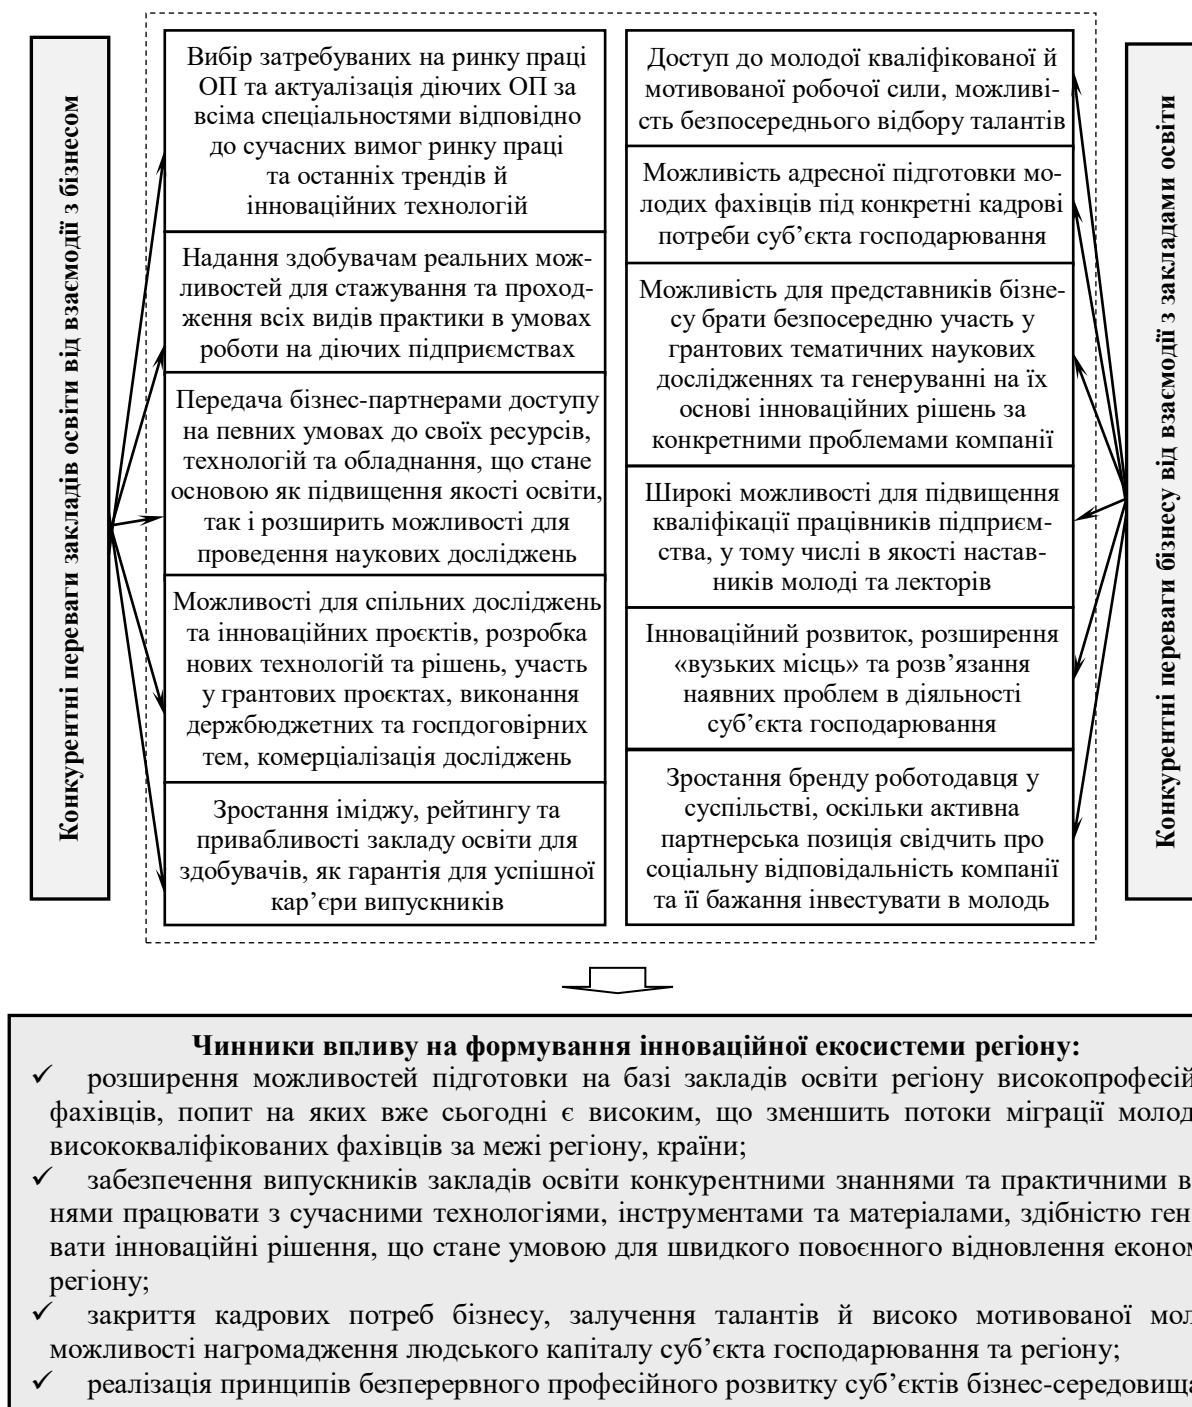 Конкурентні переваги закладів освіти від взаємодії з бізнесом
Вибір затребуваних на ринку праці
ОП та актуалізація діючих ОП за
всіма спеціальностями відповідно
до сучасних вимог ринку праці
та останніх трендів й
інноваційних технологій
Надання здобувачам реальних мож-
ливостей для стажування та проход-
ження всіх видів практики в умовах
роботи на діючих підприємствах
Передача бізнес-партнерами доступу
на певних умовах до своїх ресурсів,
технологій та обладнання, що стане
основою як підвищення якості освіти,
так і розширить можливості для
проведення наукових досліджень
Можливості для спільних досліджень
та інноваційних проєктів, розробка
нових технологій та рішень, участь
у грантових проєктах, виконання
держбюджетних та госпдоговірних
тем, комерціалізація досліджень
Зростання іміджу, рейтингу та
привабливості закладу освіти для
здобувачів, як гарантія для успішної
кар’єри випускників
Доступ до молодої кваліфікованої й
мотивованої робочої сили, можливі-
сть безпосереднього відбору талантів
Можливість адресної підготовки мо-
лодих фахівців під конкретні кадрові
потреби суб’єкта господарювання
Можливість для представників бізне-
су брати безпосередню участь у
грантових тематичних наукових
дослідженнях та генеруванні на їх
основі інноваційних рішень за
конкретними проблемами компанії
Широкі можливості для підвищення
кваліфікації працівників підприєм-
ства, у тому числі в якості настав-
ників молоді та лекторів
Інноваційний розвиток, розширення
«вузьких місць» та розв’язання
наявних проблем в діяльності
суб’єкта господарювання
Зростання бренду роботодавця у
суспільстві, оскільки активна
партнерська позиція свідчить про
соціальну відповідальність компанії
та її бажання інвестувати в молодь
Конкурентні переваги бізнесу від взаємодії з закладами освіти
Чинники впливу на формування інноваційної екосистеми регіону:
✓ розширення можливостей підготовки на базі закладів освіти регіону високопрофесій
фахівців, попит на яких вже сьогодні є високим, що зменшить потоки міграції молод
висококваліфікованих фахівців за межі регіону, країни;
✓ забезпечення випускників закладів освіти конкурентними знаннями та практичними в
нями працювати з сучасними технологіями, інструментами та матеріалами, здібністю ген
вати інноваційні рішення, що стане умовою для швидкого повоєнного відновлення еконо
регіону;
✓ закриття кадрових потреб бізнесу, залучення талантів й високо мотивованої мол
можливості нагромадження людського капіталу суб’єкта господарювання та регіону;
✓ реалізація принципів безперервного професійного розвитку суб’єктів бізнес-середовища